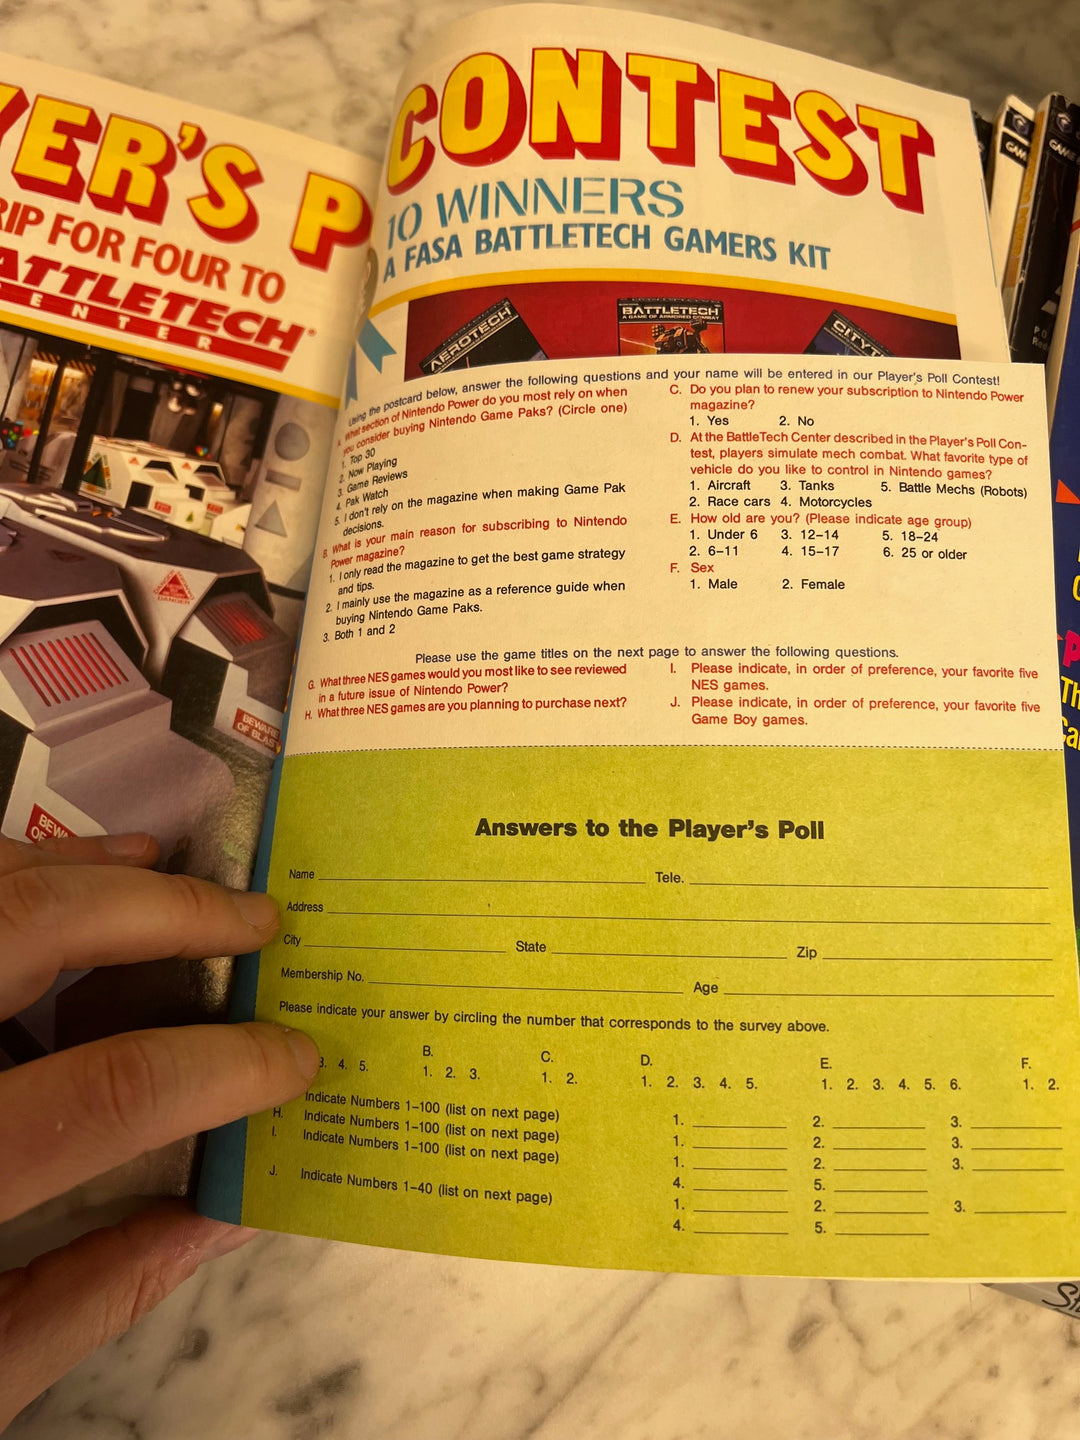 YER'S P
RIP FOR FOUR TO
ATTLETECH®
ENTER
DANGER
BEWARE
OF BLAST
CONTEST
10 WINNERS
A FASA BATTLETECH GAMERS KIT
AEROTECH
BATTLETECH
A GAME OF ARMORED COMBAT
CITYT
Using the postcard below, answer the following questions and your name will be entered in our Player's Poll Contest!
A. What section of Nintendo Power do you most rely on when
you consider buying Nintendo Game Paks? (Circle one)
1. Top 30
2. Now Playing
3. Game Reviews
4. Pak Watch
5. I don't rely on the magazine when making Game Pak
decisions.
B. What is your main reason for subscribing to Nintendo
Power magazine?
1. I only read the magazine to get the best game strategy
and tips.
2. I mainly use the magazine as a reference guide when
buying Nintendo Game Paks.
3. Both 1 and 2
C. Do you plan to renew your subscription to Nintendo Power
magazine?
1. Yes 2. No
D. At the BattleTech Center described in the Player's Poll Con-
test, players simulate mech combat. What favorite type of
vehicle do you like to control in Nintendo games?
1. Aircraft 3. Tanks 5. Battle Mechs (Robots)
2. Race cars 4. Motorcycles
E. How old are you? (Please indicate age group)
1. Under 6 3. 12–14 5. 18–24
2. 6–11 4. 15–17 6. 25 or older
F. Sex
1. Male 2. Female
Please use the game titles on the next page to answer the following questions.
G. What three NES games would you most like to see reviewed
in a future issue of Nintendo Power?
H. What three NES games are you planning to purchase next?
I. Please indicate, in order of preference, your favorite five
NES games.
J. Please indicate, in order of preference, your favorite five
Game Boy games.
Answers to the Player's Poll
Name Tele.
Address
City State Zip
Membership No. Age
Please indicate your answer by circling the number that corresponds to the survey above.
B. C. D. E. F.
3. 4. 5. 1. 2. 3. 1. 2. 1. 2. 3. 4. 5. 1. 2. 3. 4. 5. 6. 1. 2.
Indicate Numbers 1–100 (list on next page) 1. 2. 3.
H. Indicate Numbers 1–100 (list on next page) 1. 2. 3.
I. Indicate Numbers 1–100 (list on next page) 1. 2. 3.
4. 5.
J. Indicate Numbers 1–40 (list on next page) 1. 2. 3.
4. 5.
GAM
GAME